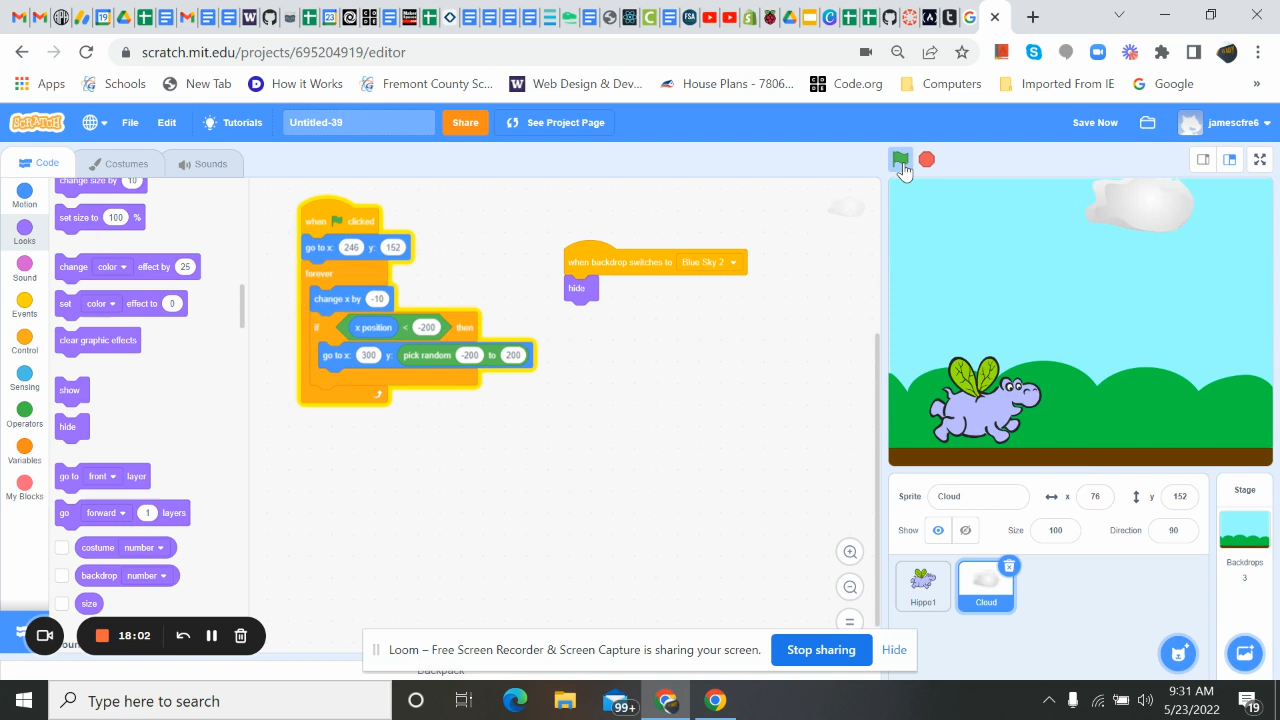 scratch.mit.edu/projects/695204919/editor
Apps Schools New Tab How it Works Fremont County Sc... Web Design & Dev... House Plans - 7806... Code.org Computers Imported From IE Google »
SCRATCH File Edit Tutorials Untitled-39 Share See Project Page Save Now jamescfre6
Code Costumes Sounds
Motion
Looks
Sound
Events
Control
Sensing
Operators
Variables
My Blocks
change size by 10
set size to 100 %
change color effect by 25
set color effect to 0
clear graphic effects
show
hide
go to front layer
go forward 1 layers
costume number
backdrop number
size
when clicked
go to x: 246 y: 152
forever
change x by -10
if x position < -200 then
go to x: 300 y: pick random -200 to 200
when backdrop switches to Blue Sky 2
hide
Sprite Cloud x 76 y 152
Show Size 100 Direction 90
Hippo1
Cloud
Stage
Backdrops
3
18:02
Loom – Free Screen Recorder & Screen Capture is sharing your screen. Stop sharing Hide
Backpack
Type here to search
99+
9:31 AM
5/23/2022
19